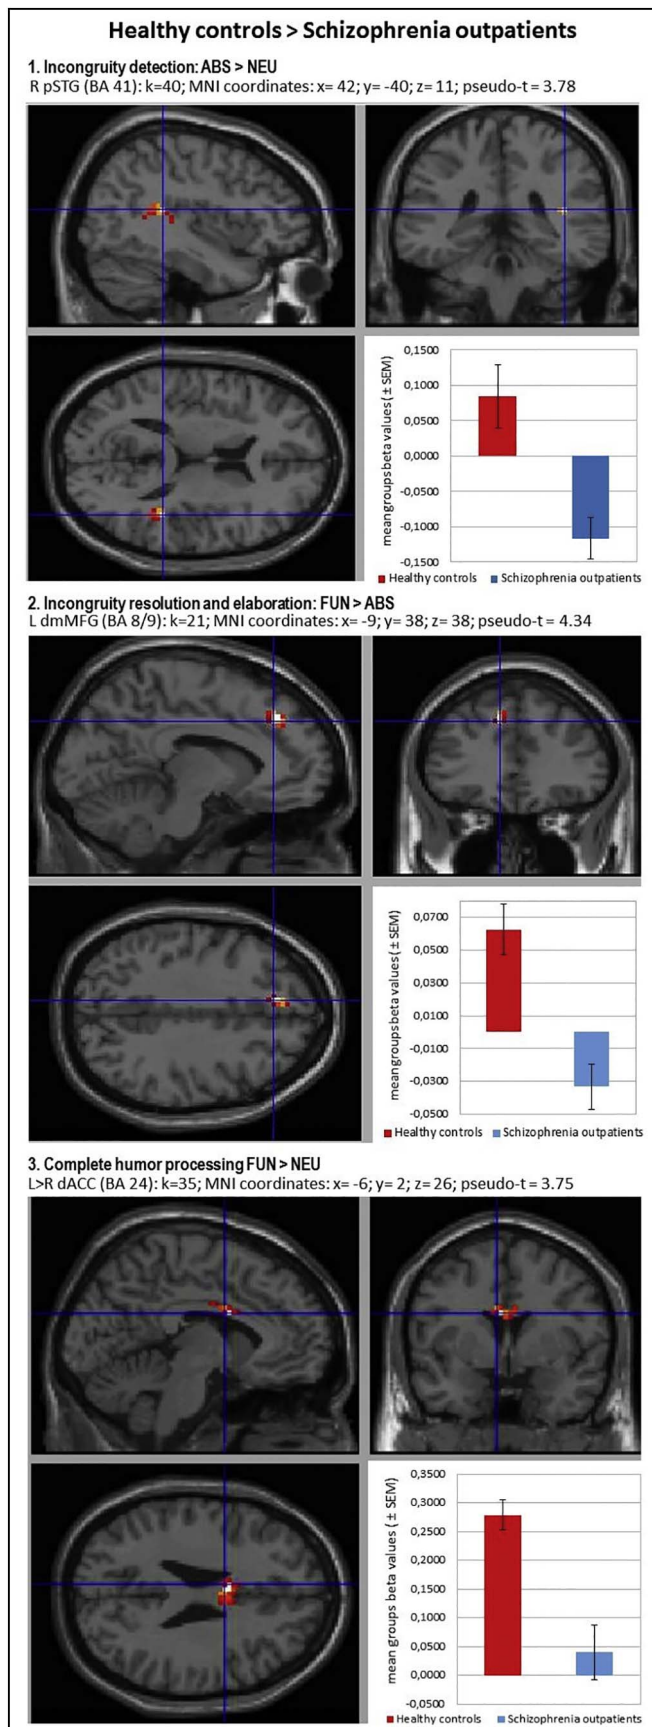 Healthy controls > Schizophrenia outpatients
1. Incongruity detection: ABS > NEU
R pSTG (BA 41): k=40; MNI coordinates: x= 42; y= -40; z= 11; pseudo-t = 3.78
mean groups beta values (± SEM)
0,1500
0,1000
0,0500
0,0000
-0,0500
-0,1000
-0,1500
Healthy controls Schizophrenia outpatients
2. Incongruity resolution and elaboration: FUN > ABS
L dmMFG (BA 8/9): k=21; MNI coordinates: x= -9; y= 38; z= 38; pseudo-t = 4.34
mean groups beta values (± SEM)
0,0700
0,0500
0,0300
0,0100
-0,0100
-0,0300
-0,0500
Healthy controls Schizophrenia outpatients
3. Complete humor processing FUN > NEU
L>R dACC (BA 24): k=35; MNI coordinates: x= -6; y= 2; z= 26; pseudo-t = 3.75
mean groups beta values (± SEM)
0,3500
0,3000
0,2500
0,2000
0,1500
0,1000
0,0500
0,0000
-0,0500
Healthy controls Schizophrenia outpatients